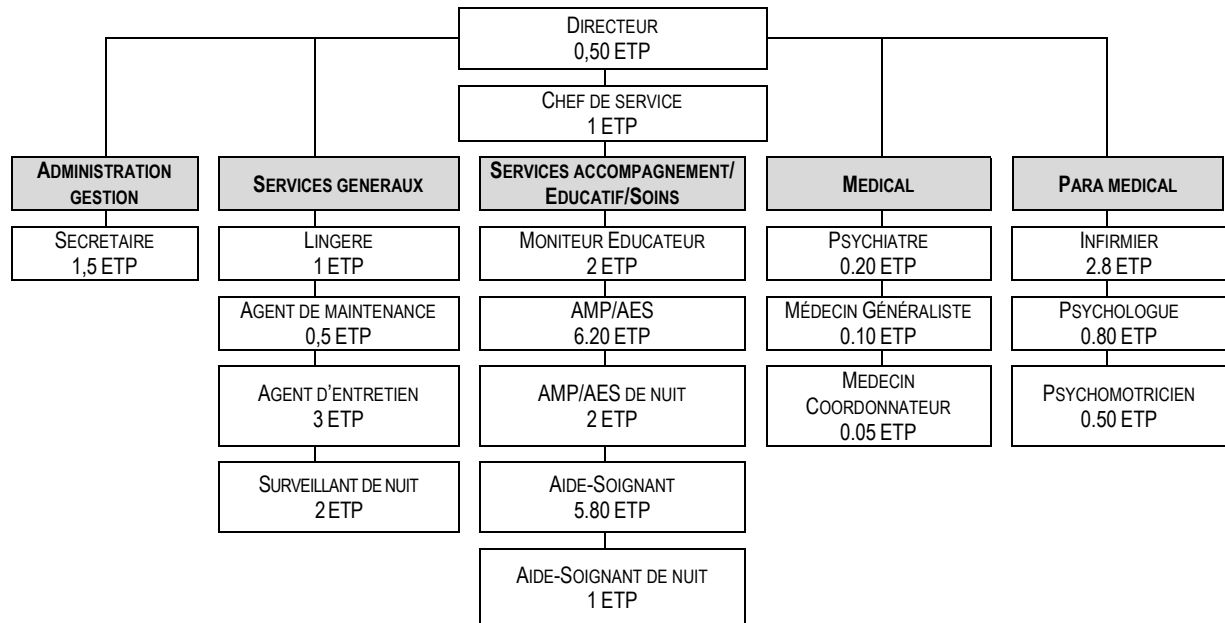 DIRECTEUR
0,50 ETP
CHEF DE SERVICE
1 ETP
ADMINISTRATION
GESTION
SERVICES GENERAUX
SERVICES ACCOMPAGNEMENT/
EDUCATIF/SOINS
MEDICAL
PARA MEDICAL
SECRETAIRE
1,5 ETP
LINGERE
1 ETP
MONITEUR EDUCATEUR
2 ETP
PSYCHIATRE
0.20 ETP
INFIRMIER
2.8 ETP
AGENT DE MAINTENANCE
0,5 ETP
AMP/AES
6.20 ETP
MÉDECIN GÉNÉRALISTE
0.10 ETP
PSYCHOLOGUE
0.80 ETP
AGENT D’ENTRETIEN
3 ETP
AMP/AES DE NUIT
2 ETP
MEDECIN
COORDONNATEUR
0.05 ETP
PSYCHOMOTRICIEN
0.50 ETP
SURVEILLANT DE NUIT
2 ETP
AIDE-SOIGNANT
5.80 ETP
AIDE-SOIGNANT DE NUIT
1 ETP